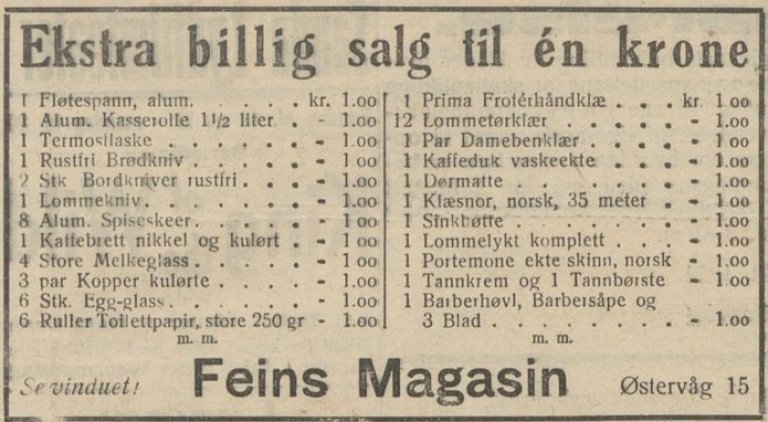 Ekstra billig salg til én krone
1 Fløtespann, alum. . . . . . kr. 1.00
1 Alum. Kasserolle 1 1/2 liter . - 1.00
1 Termosflaske . . . . . . - 1.00
1 Rustfri Brødkniv . . . . . - 1.00
2 Stk Bordkniver rustfri . . . - 1.00
1 Lommekniv . . . . . . - 1.00
8 Alum. Spiseskeer . . . . . - 1.00
1 Kaffebrett nikkel og kulørt . - 1.00
4 Store Melkeglass . . . . . - 1.00
3 par Kopper kulørte . . . . - 1.00
6 Stk. Egg-glass . . . . . . - 1.00
6 Ruller Toilettpapir, store 250 gr - 1.00
m. m.
1 Prima Frotérhåndklæ . . . kr 1.00
12 Lommetørklær . . . . . - 1.00
1 Par Damebenklær . . . . - 1.00
1 Kaffeduk vaskeekte . . . . - 1.00
1 Dørmatte . . . . . . . - 1.00
1 Klæsnor, norsk, 35 meter . - 1.00
1 Sinkbøtte . . . . . . . - 1.00
1 Lommelykt komplett . . . . - 1.00
1 Portemone ekte skinn, norsk - 1.00
1 Tannkrem og 1 Tannbørste - 1.00
1 Barberhøvl, Barbersåpe og
3 Blad . . . . . . . . - 1.00
m. m.
Se vinduet! Feins Magasin Østervåg 15